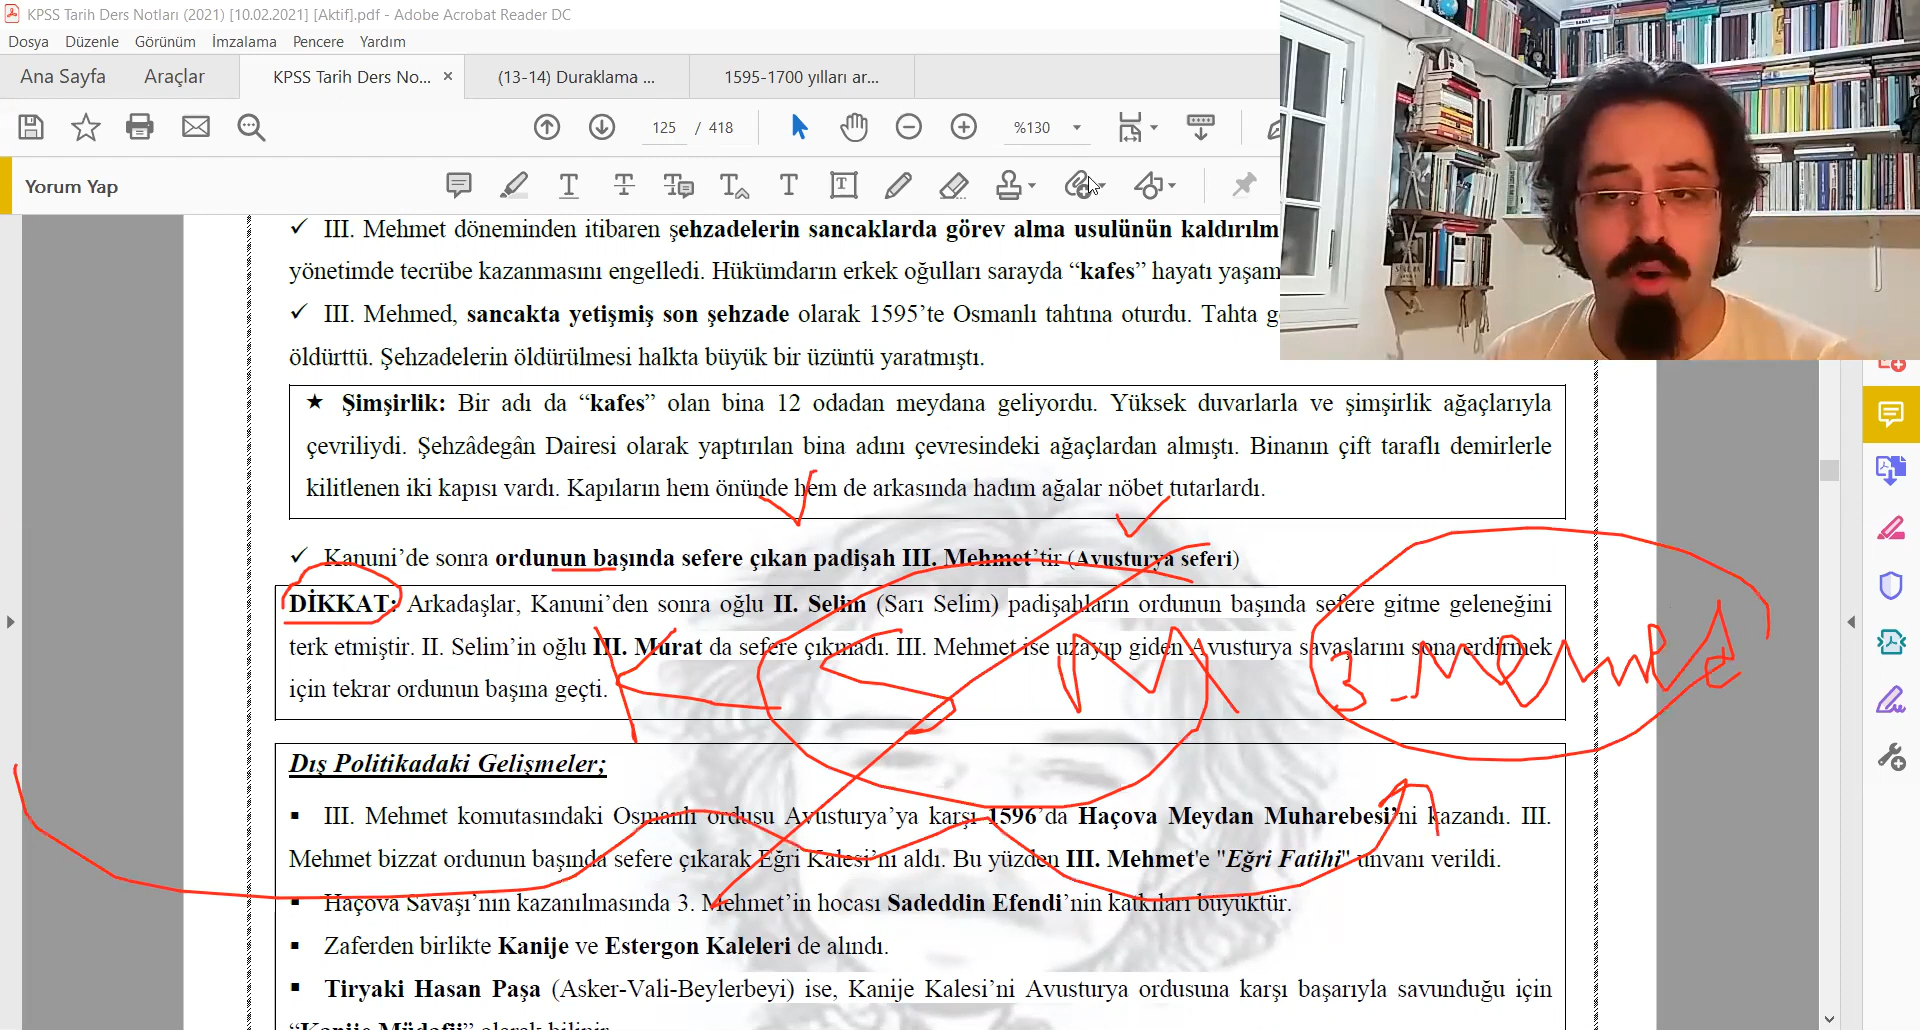 KPSS Tarih Ders Notları (2021) [10.02.2021] [Aktif].pdf - Adobe Acrobat Reader DC
Dosya Düzenle Görünüm İmzalama Pencere Yardım
Ana Sayfa Araçlar KPSS Tarih Ders No... × (13-14) Duraklama ... 1595-1700 yılları ar...
125 / 418 %130
Yorum Yap
✓ III. Mehmet döneminden itibaren şehzadelerin sancaklarda görev alma usulünün kaldırılm
yönetimde tecrübe kazanmasını engelledi. Hükümdarın erkek oğulları sarayda “kafes” hayatı yaşam
✓ III. Mehmed, sancakta yetişmiş son şehzade olarak 1595’te Osmanlı tahtına oturdu. Tahta g
öldürttü. Şehzadelerin öldürülmesi halkta büyük bir üzüntü yaratmıştı.
★ Şimşirlik: Bir adı da “kafes” olan bina 12 odadan meydana geliyordu. Yüksek duvarlarla ve şimşirlik ağaçlarıyla
çevriliydi. Şehzâdegân Dairesi olarak yaptırılan bina adını çevresindeki ağaçlardan almıştı. Binanın çift taraflı demirlerle
kilitlenen iki kapısı vardı. Kapıların hem önünde hem de arkasında hadım ağalar nöbet tutarlardı.
✓ Kanuni’de sonra ordunun başında sefere çıkan padişah III. Mehmet’tir (Avusturya seferi)
DİKKAT: Arkadaşlar, Kanuni’den sonra oğlu II. Selim (Sarı Selim) padişahların ordunun başında sefere gitme geleneğini
terk etmiştir. II. Selim’in oğlu III. Murat da sefere çıkmadı. III. Mehmet ise uzayıp giden Avusturya savaşlarını sona erdirmek
için tekrar ordunun başına geçti.
3. Mehmed
Dış Politikadaki Gelişmeler;
▪ III. Mehmet komutasındaki Osmanlı ordusu Avusturya’ya karşı 1596’da Haçova Meydan Muharebesi’ni kazandı. III.
Mehmet bizzat ordunun başında sefere çıkarak Eğri Kalesi’ni aldı. Bu yüzden III. Mehmet'e "Eğri Fatihi" unvanı verildi.
▪ Haçova Savaşı’nın kazanılmasında 3. Mehmet’in hocası Sadeddin Efendi’nin katkıları büyüktür.
▪ Zaferden birlikte Kanije ve Estergon Kaleleri de alındı.
▪ Tiryaki Hasan Paşa (Asker-Vali-Beylerbeyi) ise, Kanije Kalesi’ni Avusturya ordusuna karşı başarıyla savunduğu için
“Kanije Müdafii” olarak bilinir.